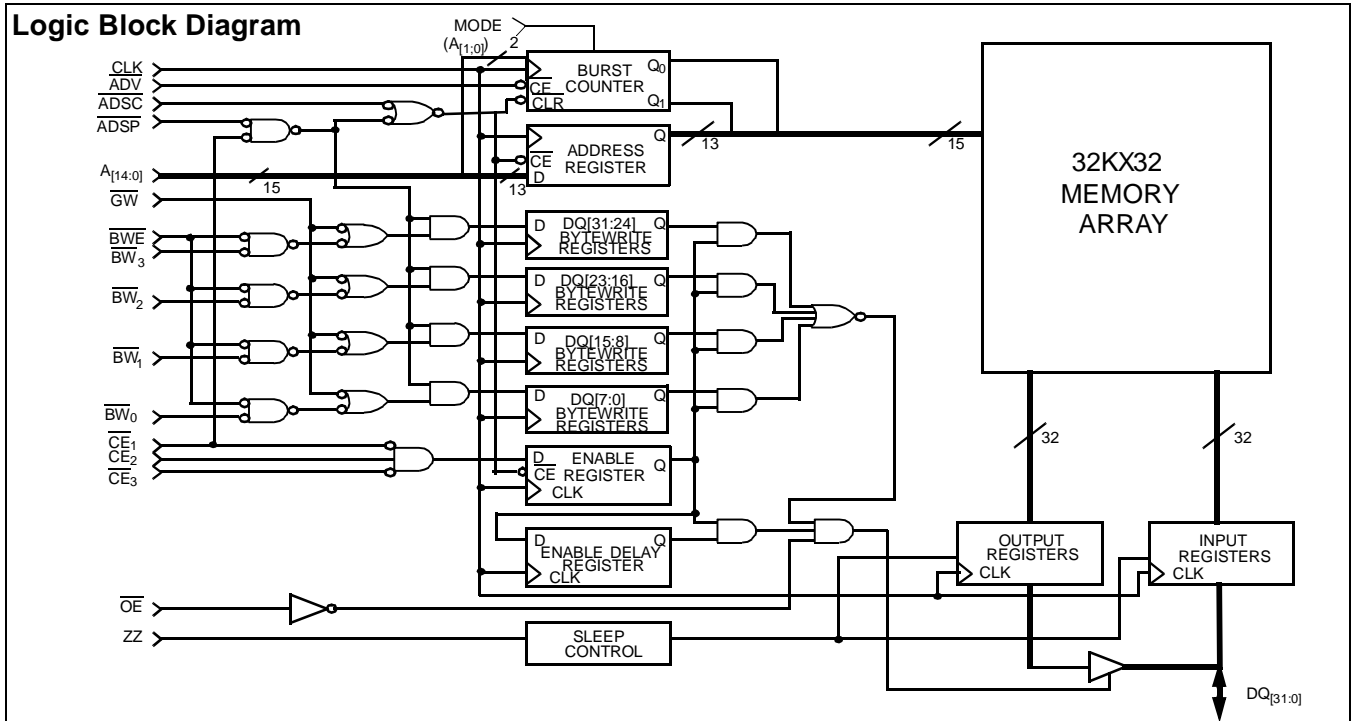 Logic Block Diagram
MODE
(A[1;0])
2
CLK
ADV
ADSC
ADSP
A[14:0]
15
GW
BWE
BW3
BW2
BW1
BW0
CE1
CE2
CE3
OE
ZZ
BURST
COUNTER
CE
CLR
Q0
Q1
ADDRESS
REGISTER
CE
D
Q
13
13
15
D
DQ[31:24]
Q
BYTEWRITE
REGISTERS
D
DQ[23:16]
Q
BYTEWRITE
REGISTERS
D
DQ[15:8]
Q
BYTEWRITE
REGISTERS
D
DQ[7:0]
Q
BYTEWRITE
REGISTERS
D
ENABLE
Q
CE
REGISTER
CLK
D
Q
ENABLE DELAY
REGISTER
CLK
SLEEP
CONTROL
32KX32
MEMORY
ARRAY
32
32
OUTPUT
REGISTERS
CLK
INPUT
REGISTERS
CLK
DQ[31:0]